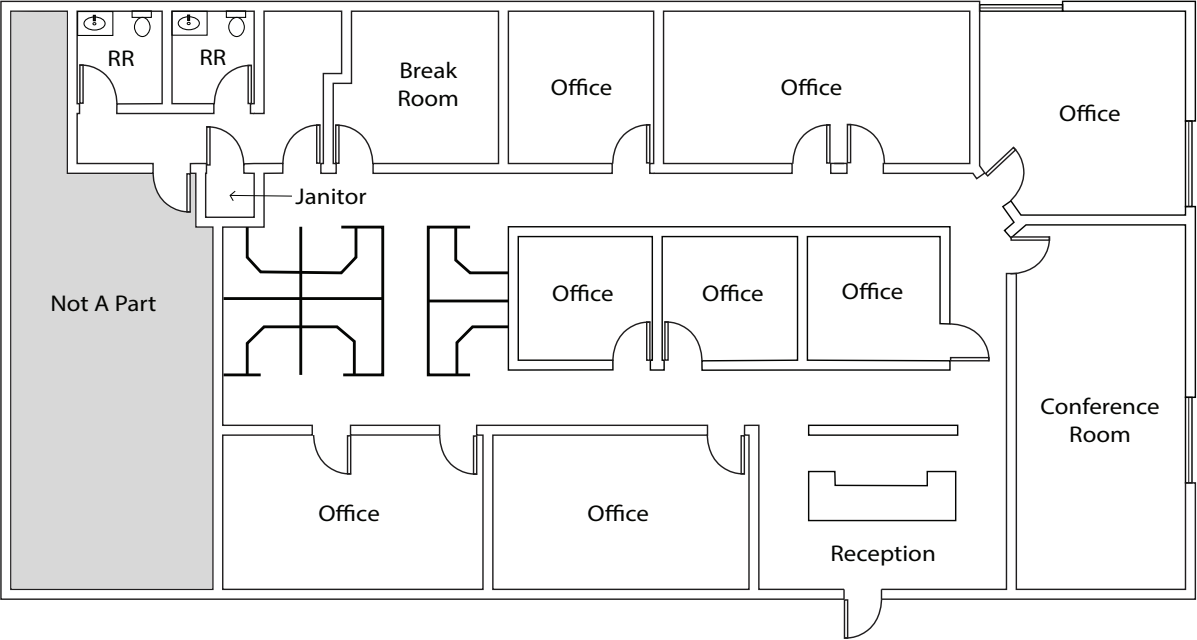 RR
RR
Break
Room
Office
Office
Office
Janitor
Not A Part
Office
Office
Office
Conference
Room
Office
Office
Reception